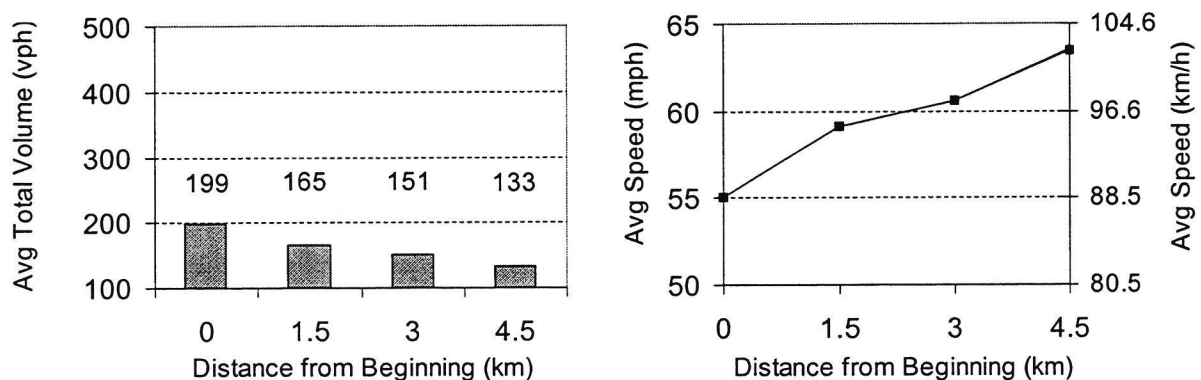 Avg Total Volume (vph)
500
400
300
200
100
199 165 151 133
0 1.5 3 4.5
Distance from Beginning (km)
Avg Speed (mph)
65
60
55
50
104.6
96.6
88.5
80.5
Avg Speed (km/h)
0 1.5 3 4.5
Distance from Beginning (km)